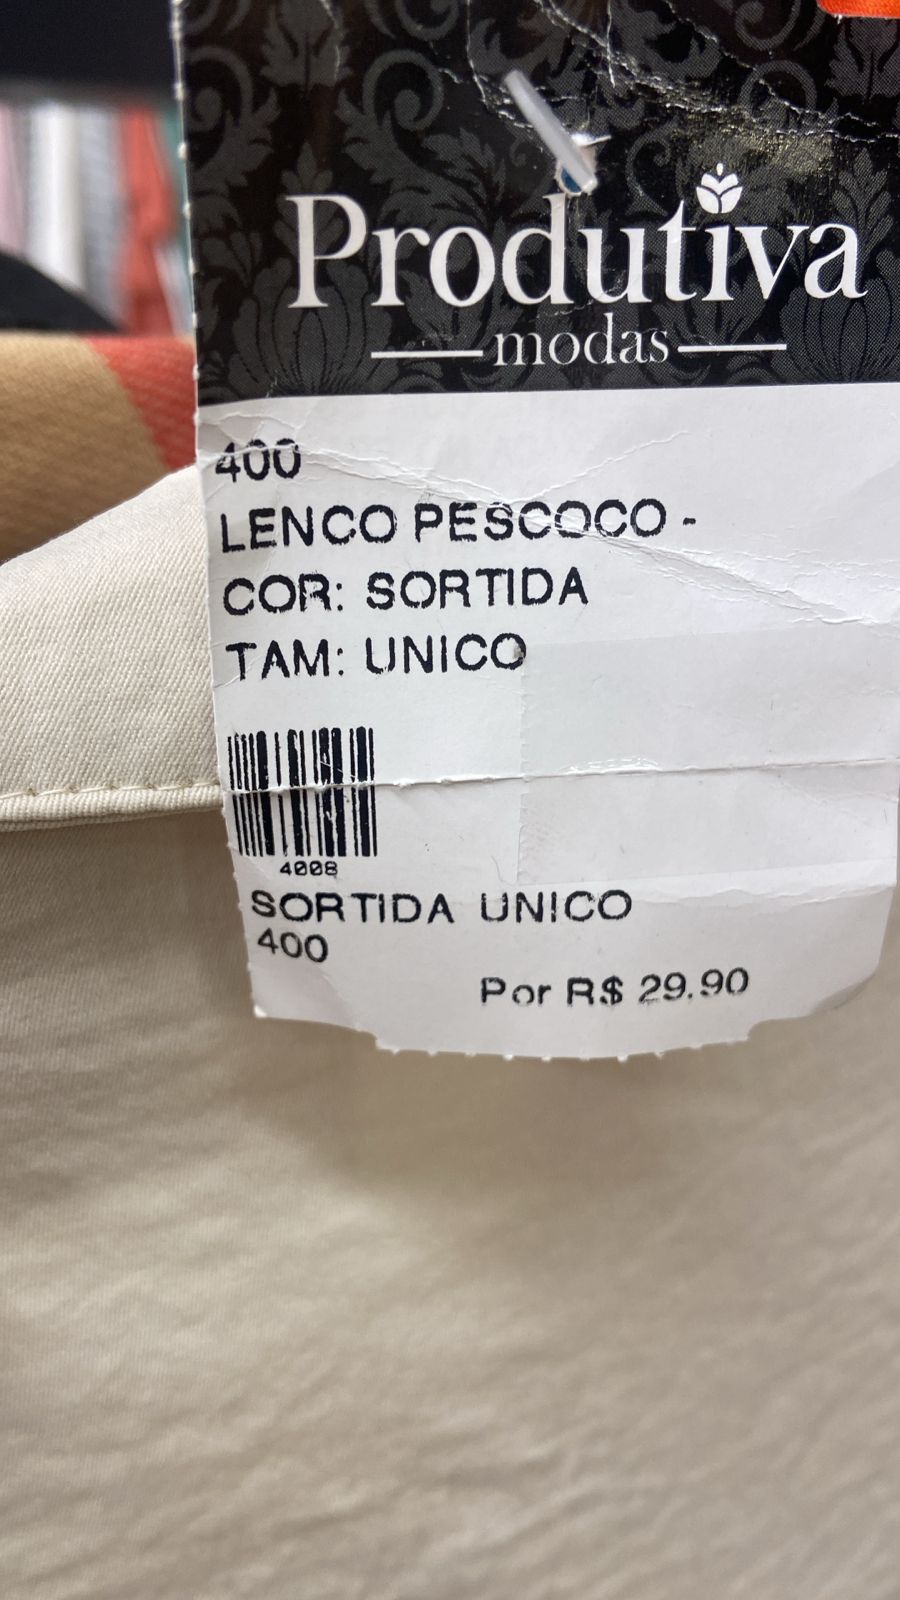 Produtiva
modas
400
LENCO PESCOCO -
COR: SORTIDA
TAM: UNICO
4008
SORTIDA UNICO
400
Por R$ 29.90